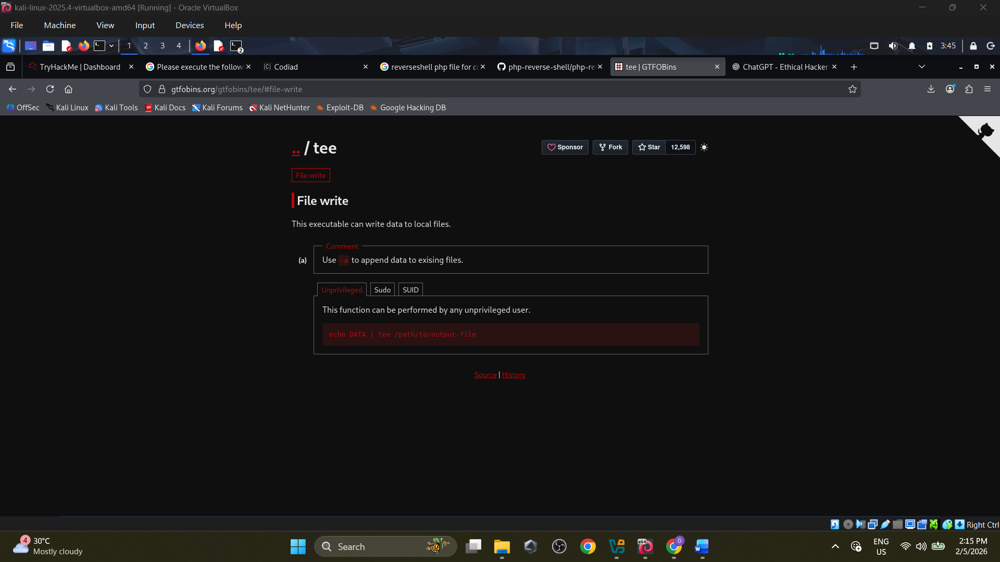 kali-linux-2025.4-virtualbox-amd64 [Running] - Oracle VirtualBox
File Machine View Input Devices Help
1 2 3 4 2 3:45
TryHackMe | Dashboard Please execute the follow Codiad reverseshell php file for co php-reverse-shell/php-re tee | GTFOBins ChatGPT - Ethical Hacker
gtfobins.org/gtfobins/tee/#file-write
OffSec Kali Linux Kali Tools Kali Docs Kali Forums Kali NetHunter Exploit-DB Google Hacking DB
.. / tee
Sponsor Fork Star 12,598
File write
File write
This executable can write data to local files.
Comment
(a) Use -a to append data to exising files.
Unprivileged Sudo SUID
This function can be performed by any unprivileged user.
echo DATA | tee /path/to/output-file
Source | History
Right Ctrl
4 30°C
Mostly cloudy
Search
ENG
US
2:15 PM
2/5/2026